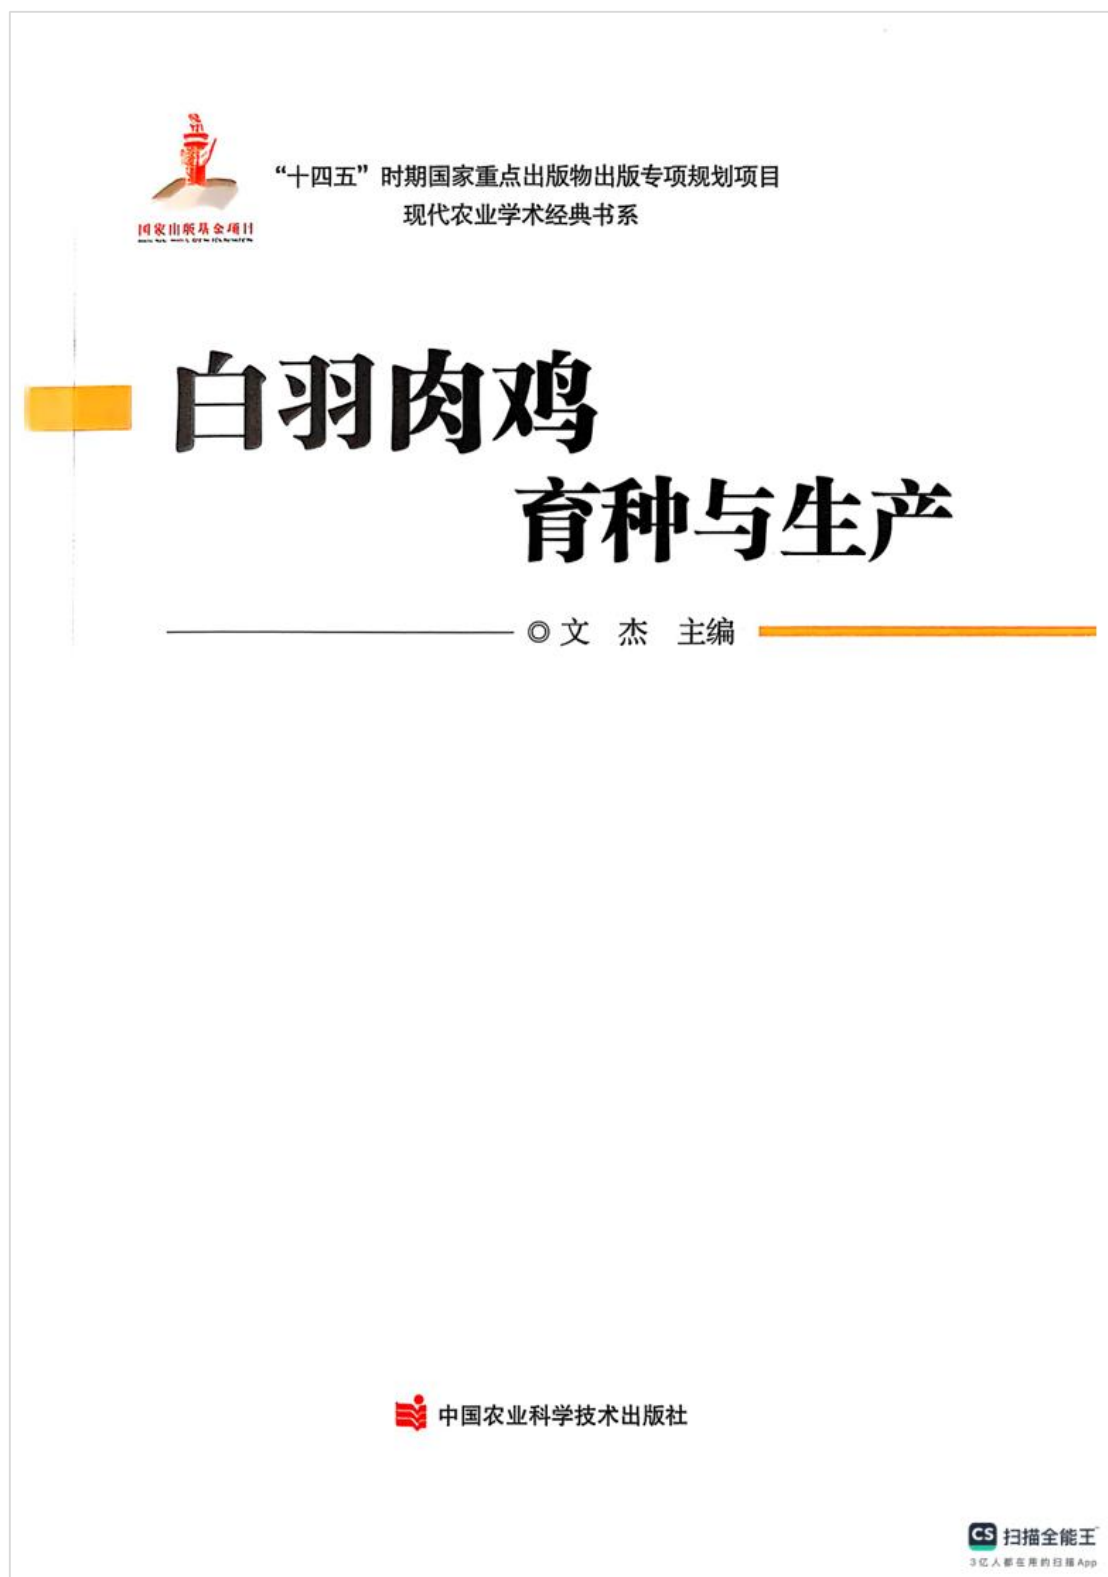 “十四五”时期国家重点出版物出版专项规划项目
现代农业学术经典书系
国家出版基金项目
白羽肉鸡
育种与生产
◎文 杰 主编
中国农业科学技术出版社
CS 扫描全能王
3亿人都在用的扫描App